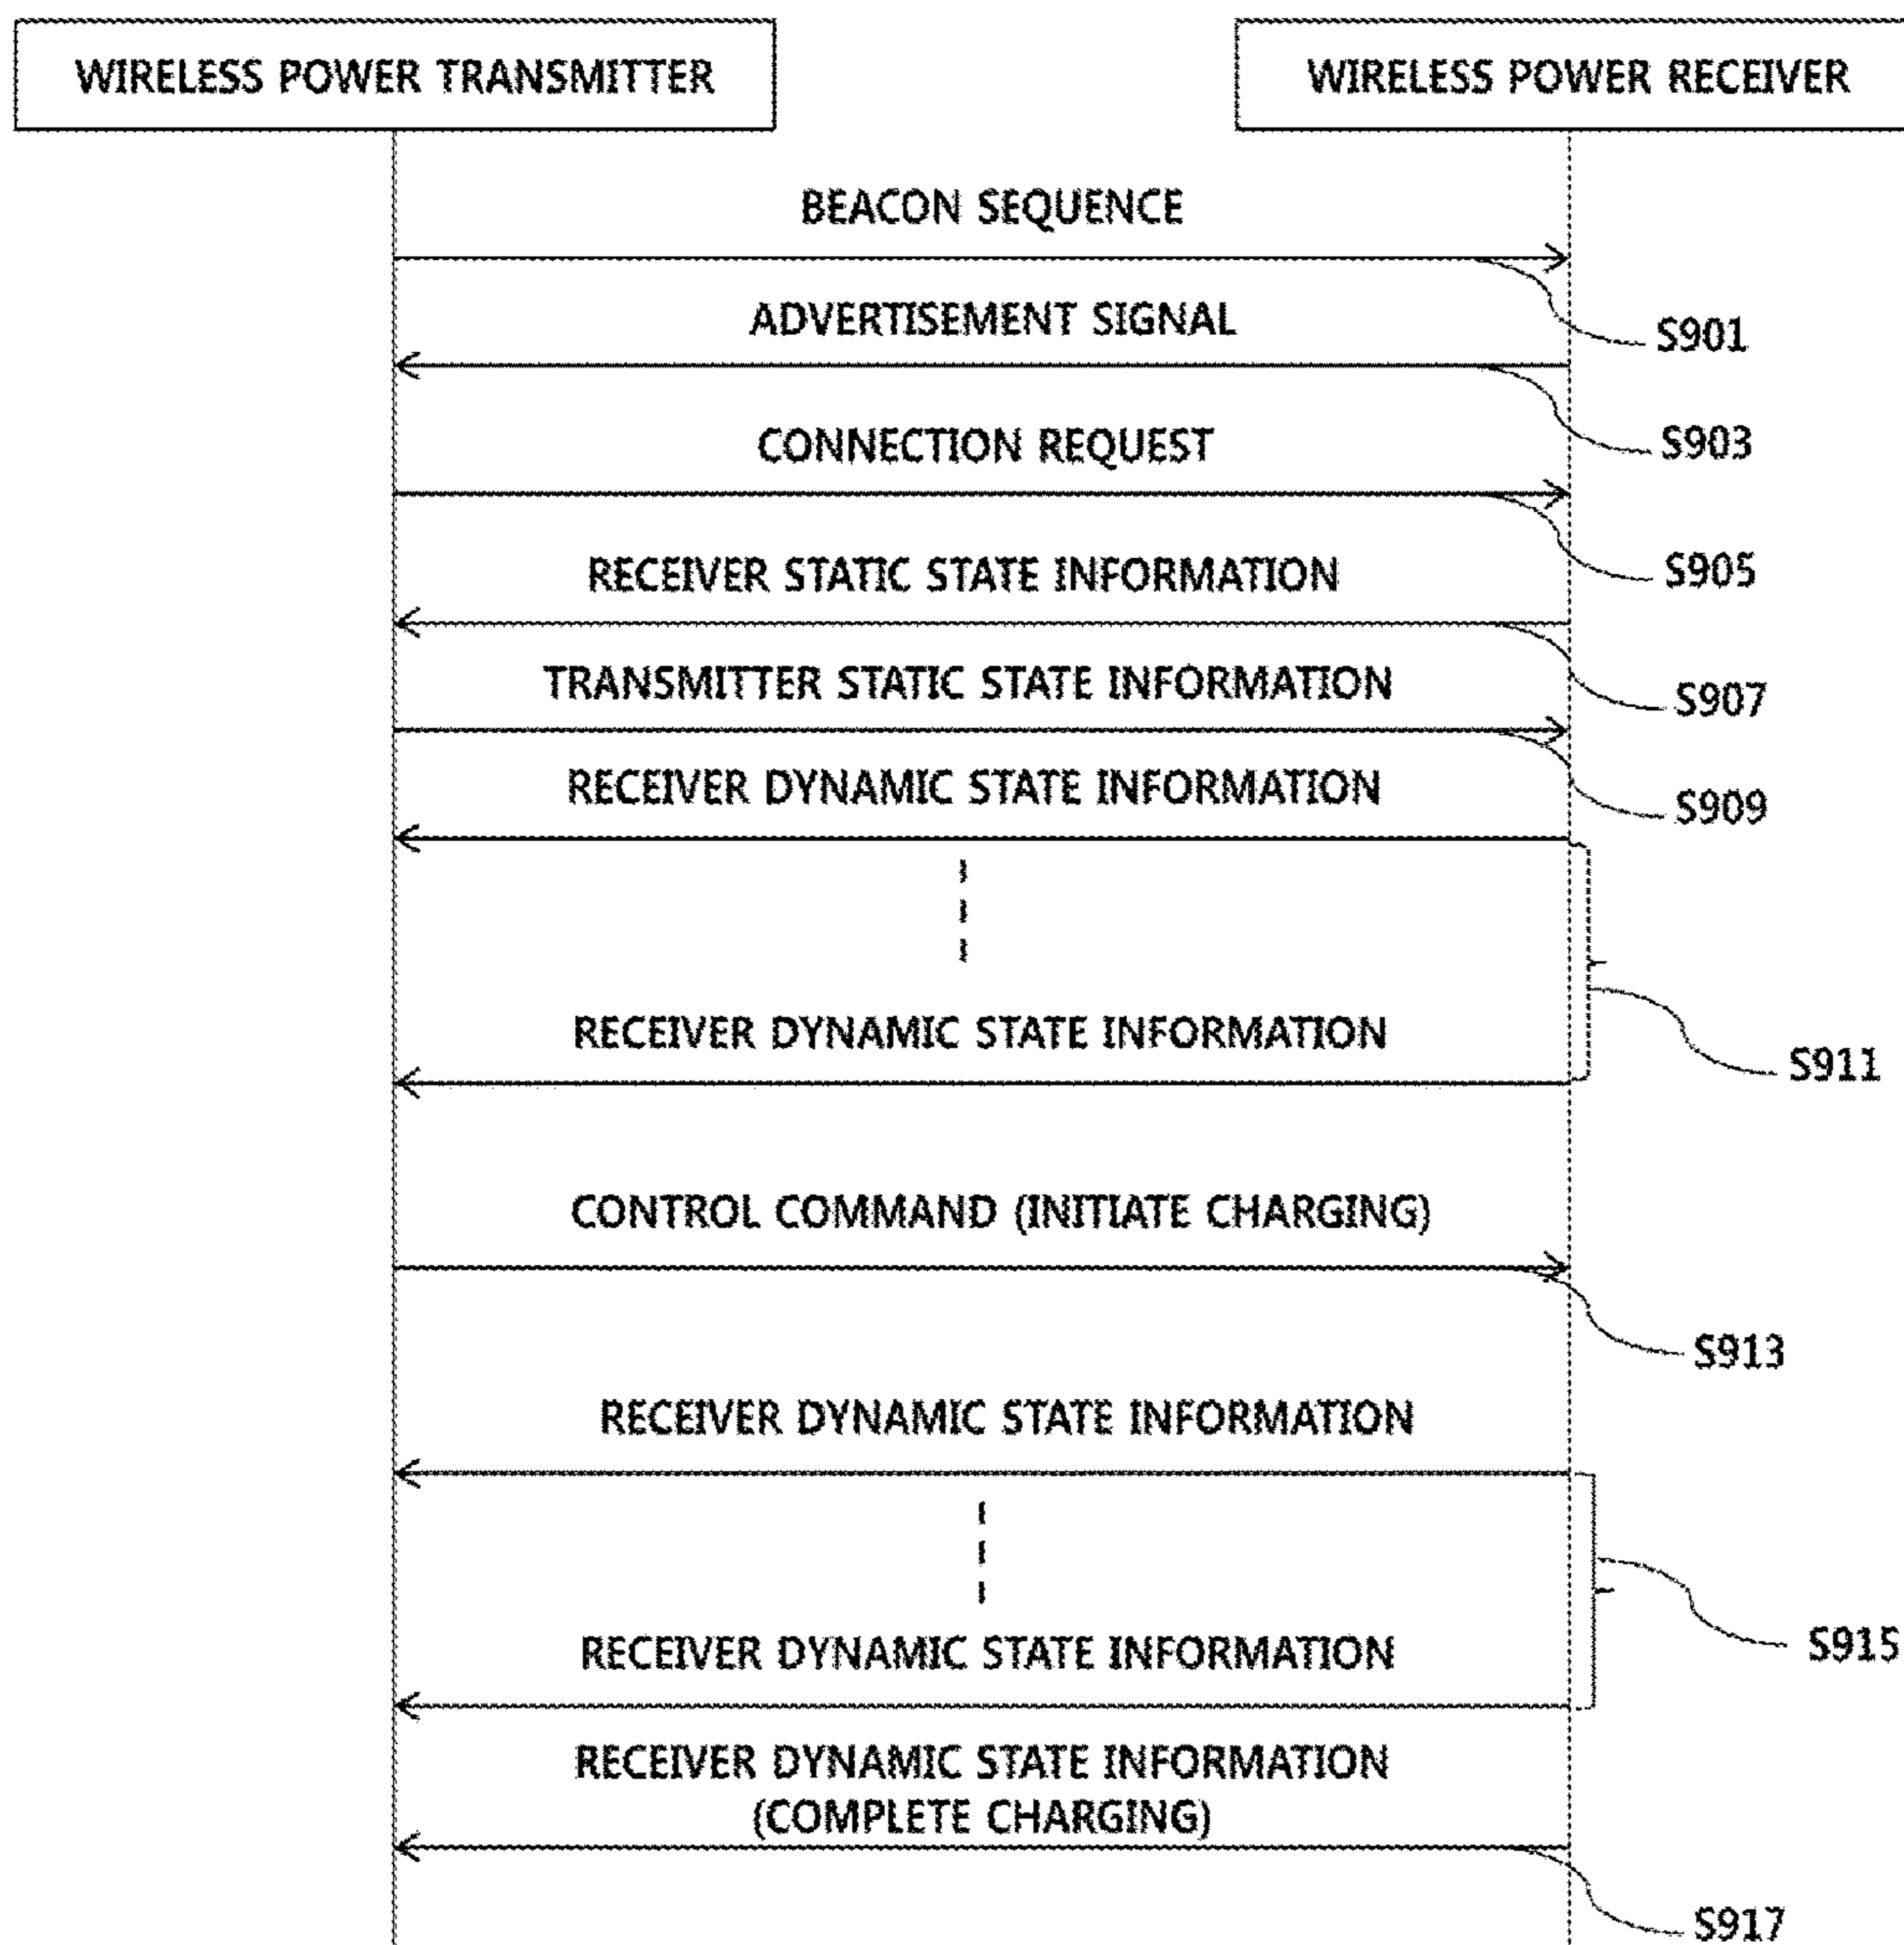 WIRELESS POWER TRANSMITTER
WIRELESS POWER RECEIVER
BEACON SEQUENCE
S901
ADVERTISEMENT SIGNAL
S903
CONNECTION REQUEST
S905
RECEIVER STATIC STATE INFORMATION
S907
TRANSMITTER STATIC STATE INFORMATION
S909
RECEIVER DYNAMIC STATE INFORMATION
RECEIVER DYNAMIC STATE INFORMATION
S911
CONTROL COMMAND (INITIATE CHARGING)
S913
RECEIVER DYNAMIC STATE INFORMATION
RECEIVER DYNAMIC STATE INFORMATION
S915
RECEIVER DYNAMIC STATE INFORMATION
(COMPLETE CHARGING)
S917